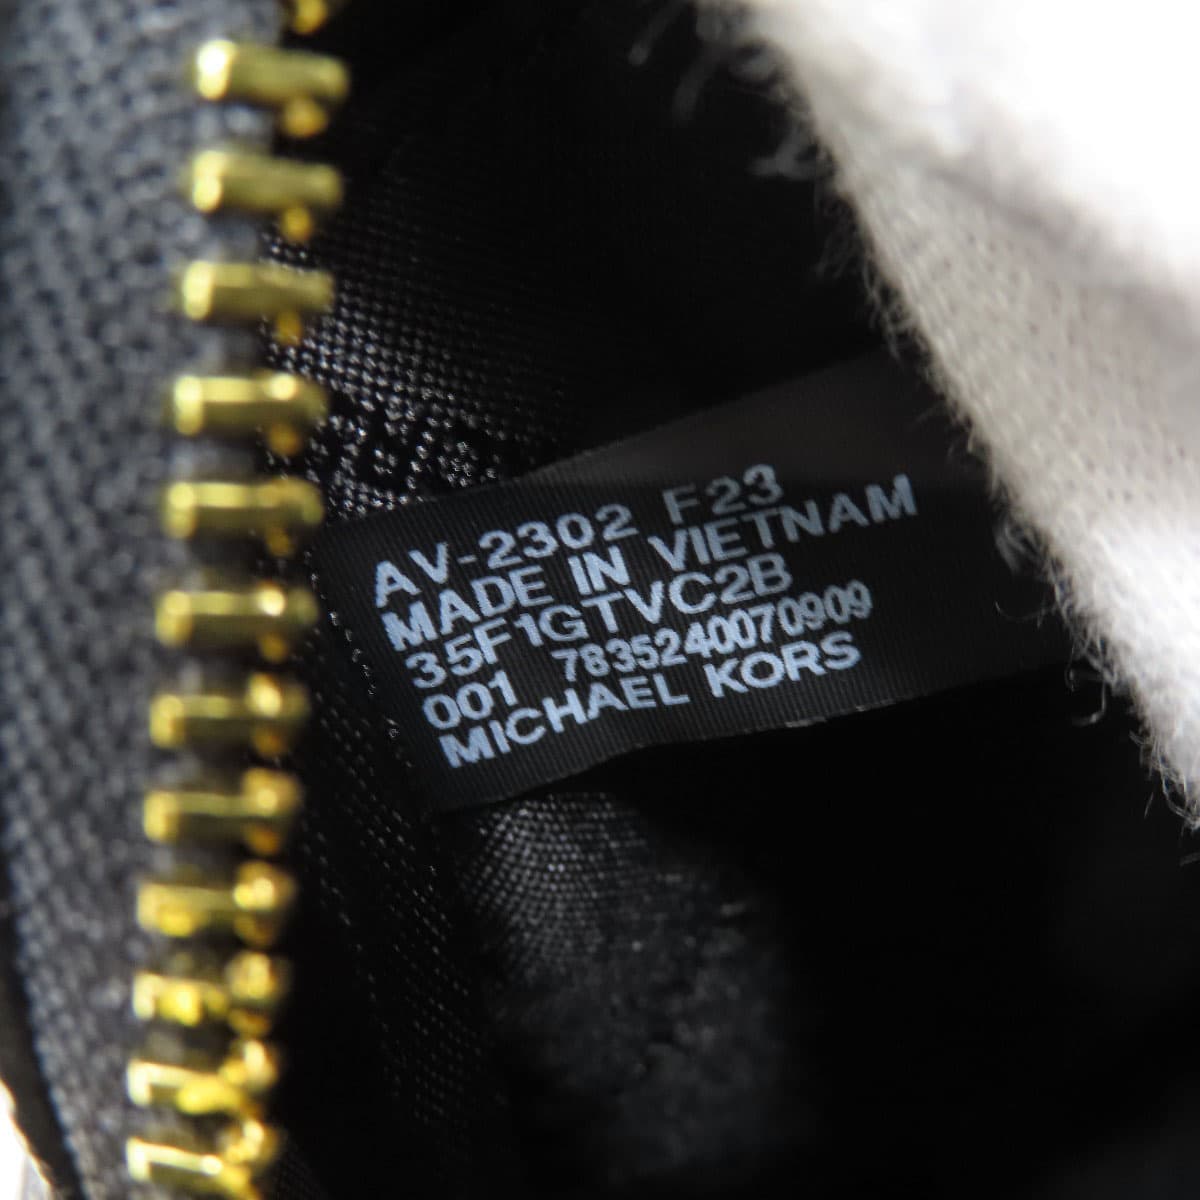 AV-2302 F23
MADE IN VIETNAM
35F1GTVC2B
001 7835240070909
MICHAEL KORS